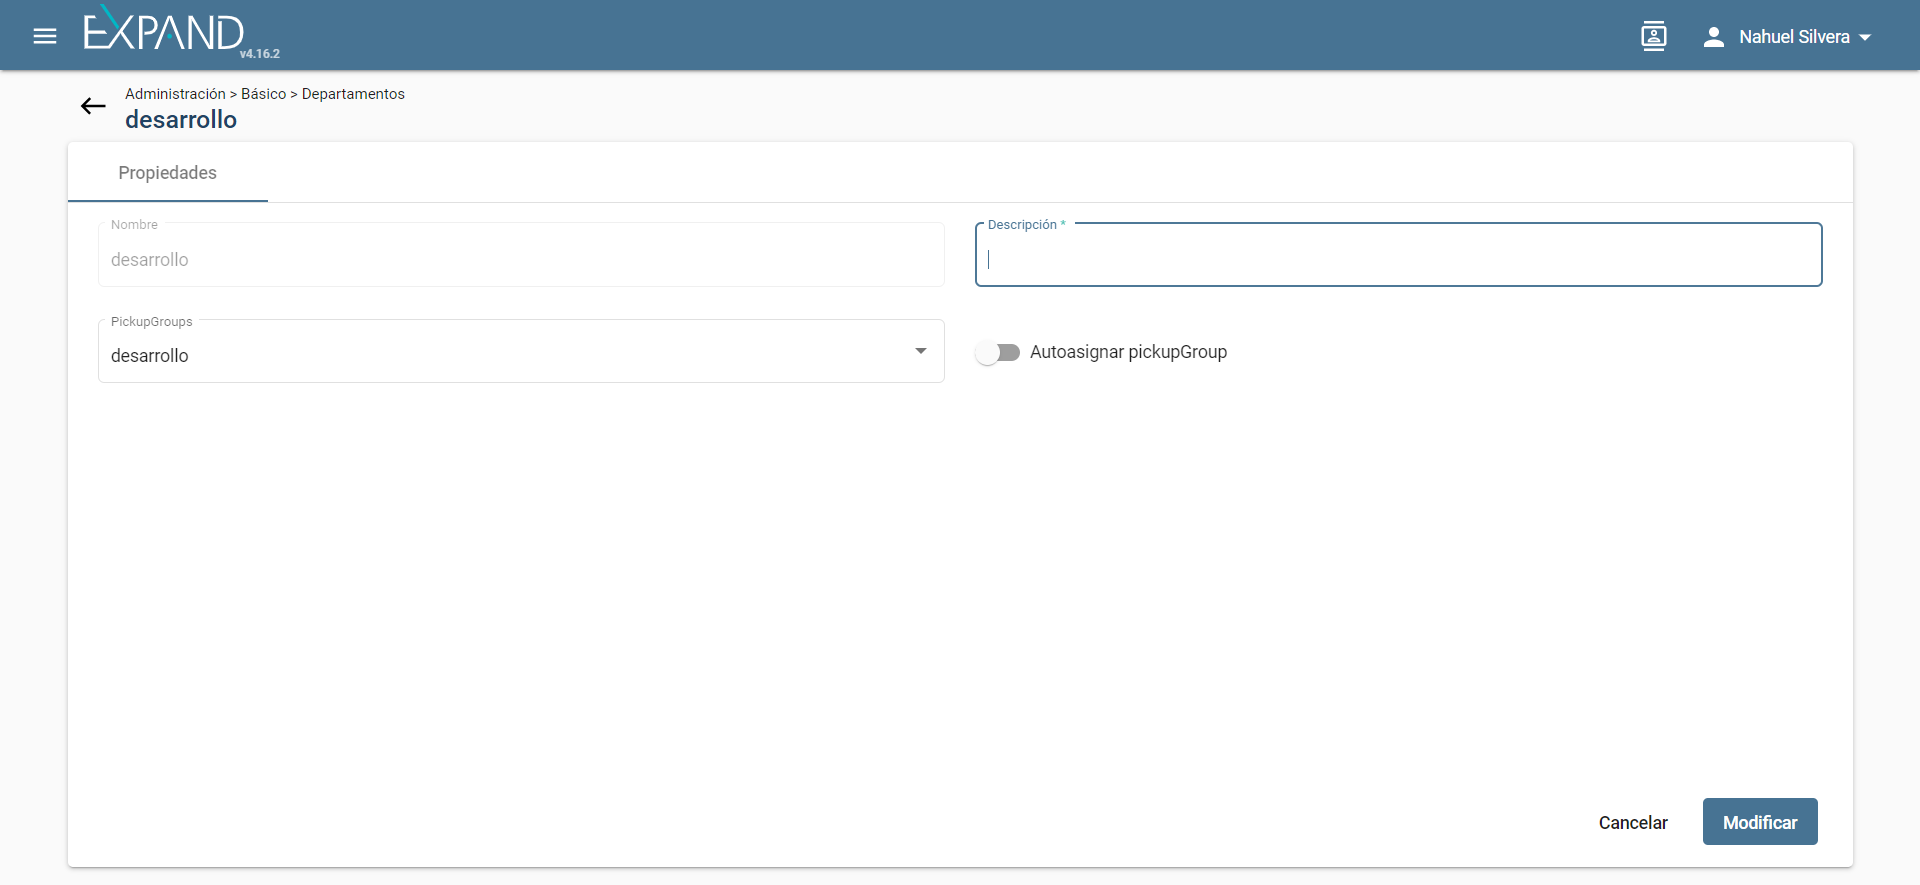 EXPAND
v4.16.2
Nahuel Silvera
Administración > Básico > Departamentos
desarrollo
Propiedades
Nombre
desarrollo
Descripción *
PickupGroups
desarrollo
Autoasignar pickupGroup
Cancelar
Modificar